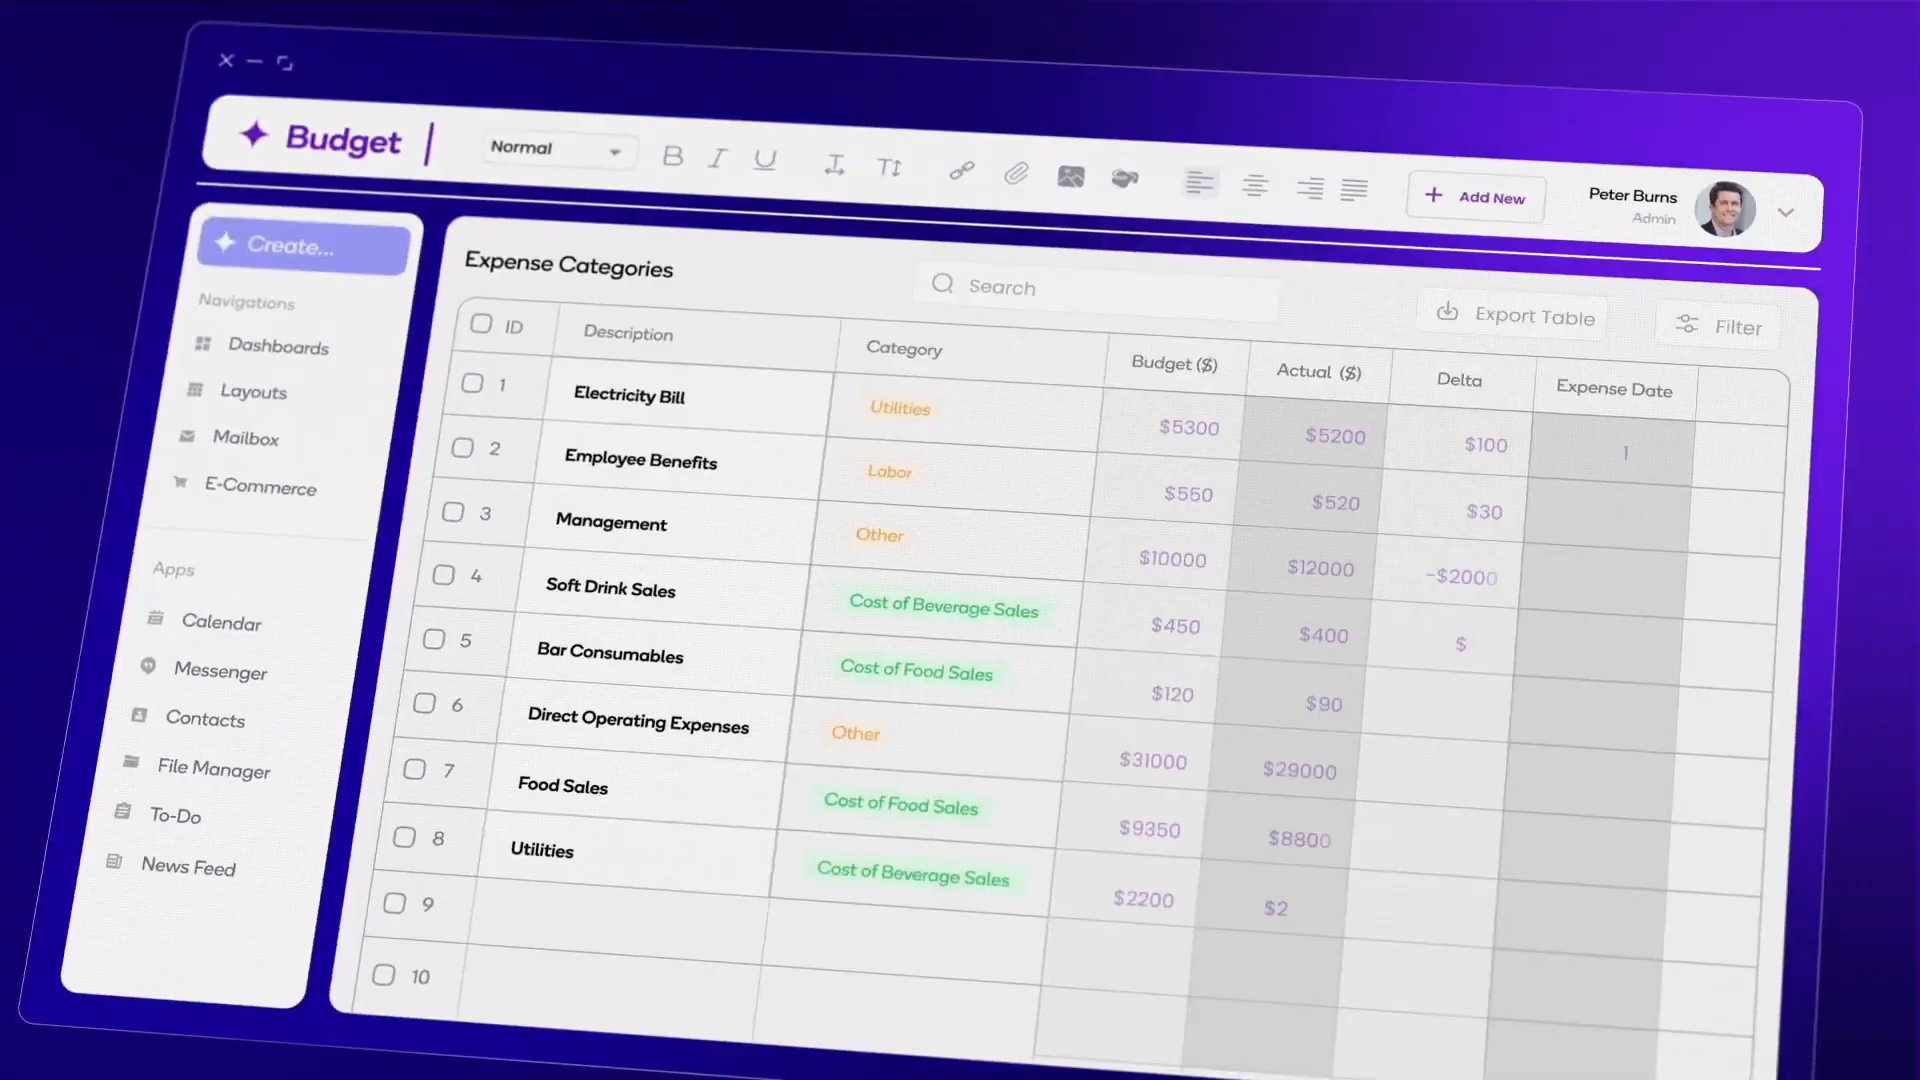 Budget
Normal
B I U
Add New
Peter Burns
Admin
Create...
Navigations
Dashboards
Layouts
Mailbox
E-Commerce
Apps
Calendar
Messenger
Contacts
File Manager
To-Do
News Feed
Expense Categories
Search
Export Table
Filter
ID Description Category Budget ($) Actual ($) Delta Expense Date
1 Electricity Bill Utilities $5300 $5200 $100 1
2 Employee Benefits Labor $550 $520 $30
3 Management Other $10000 $12000 -$2000
4 Soft Drink Sales Cost of Beverage Sales $450 $400 $
5 Bar Consumables Cost of Food Sales $120 $90
6 Direct Operating Expenses Other $31000 $29000
7 Food Sales Cost of Food Sales $9350 $8800
8 Utilities Cost of Beverage Sales $2200 $2
9
10